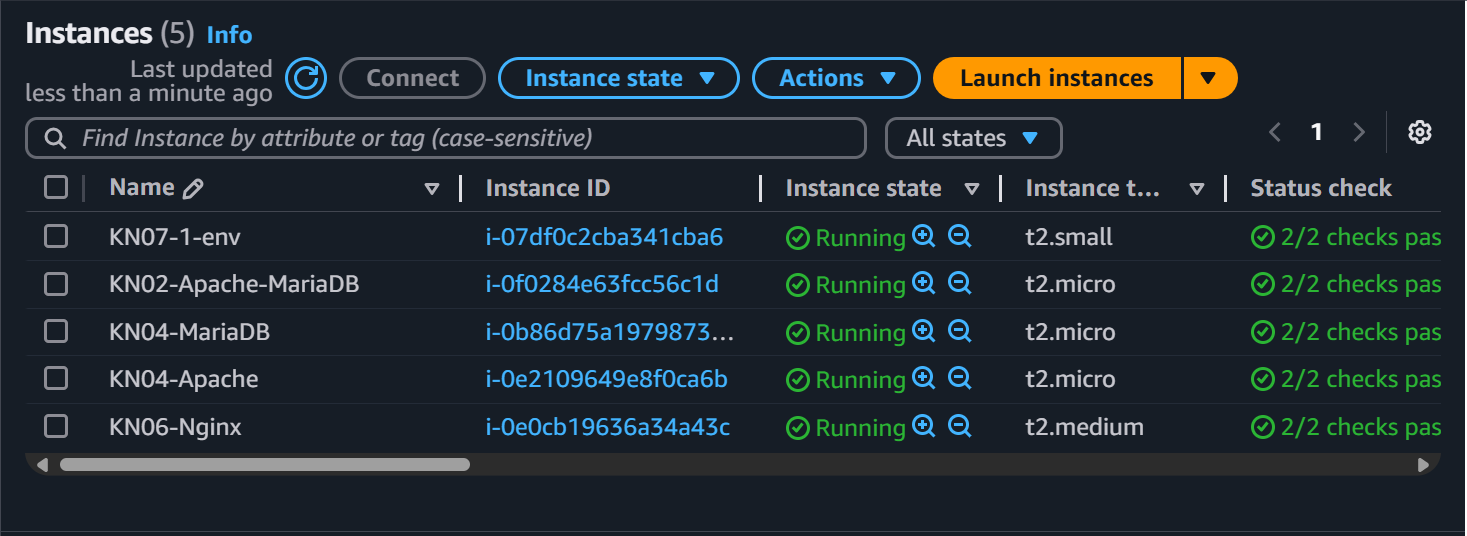 Instances (5) Info
Last updated
less than a minute ago
Connect Instance state Actions Launch instances
Find Instance by attribute or tag (case-sensitive) All states 1
Name Instance ID Instance state Instance t... Status check
KN07-1-env i-07df0c2cba341cba6 Running t2.small 2/2 checks pas
KN02-Apache-MariaDB i-0f0284e63fcc56c1d Running t2.micro 2/2 checks pas
KN04-MariaDB i-0b86d75a1979873... Running t2.micro 2/2 checks pas
KN04-Apache i-0e2109649e8f0ca6b Running t2.micro 2/2 checks pas
KN06-Nginx i-0e0cb19636a34a43c Running t2.medium 2/2 checks pas